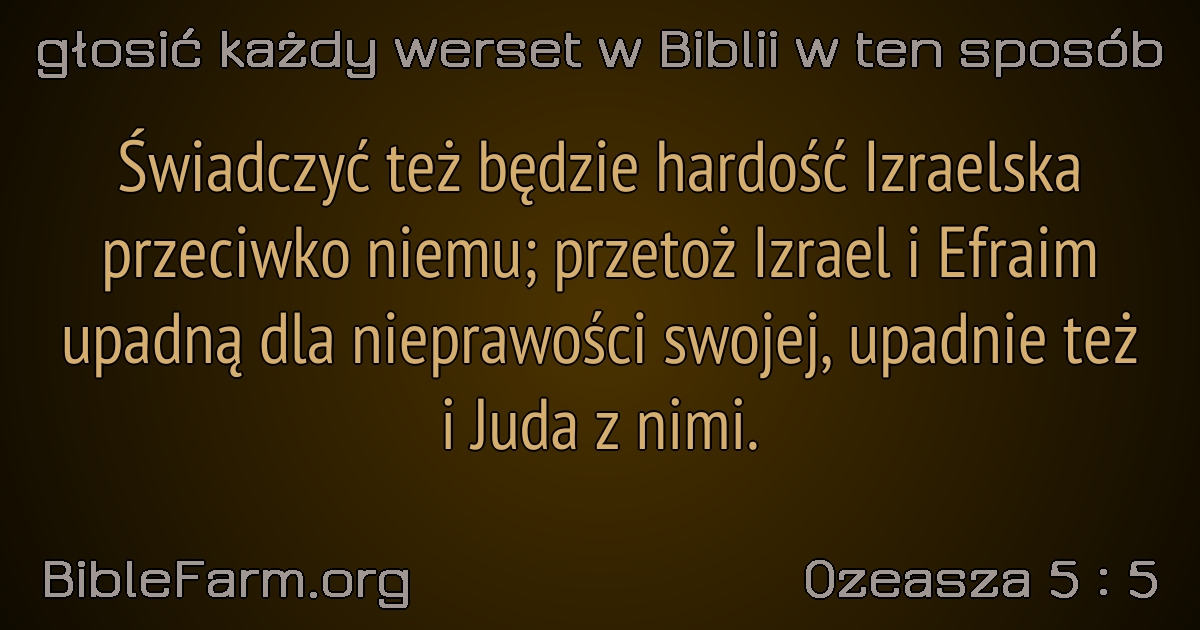 głosić każdy werset w Biblii w ten sposób
Świadczyć też będzie hardość Izraelska
przeciwko niemu; przetoż Izrael i Efraim
upadną dla nieprawości swojej, upadnie też
i Juda z nimi.
BibleFarm.org
Ozeasza 5 : 5